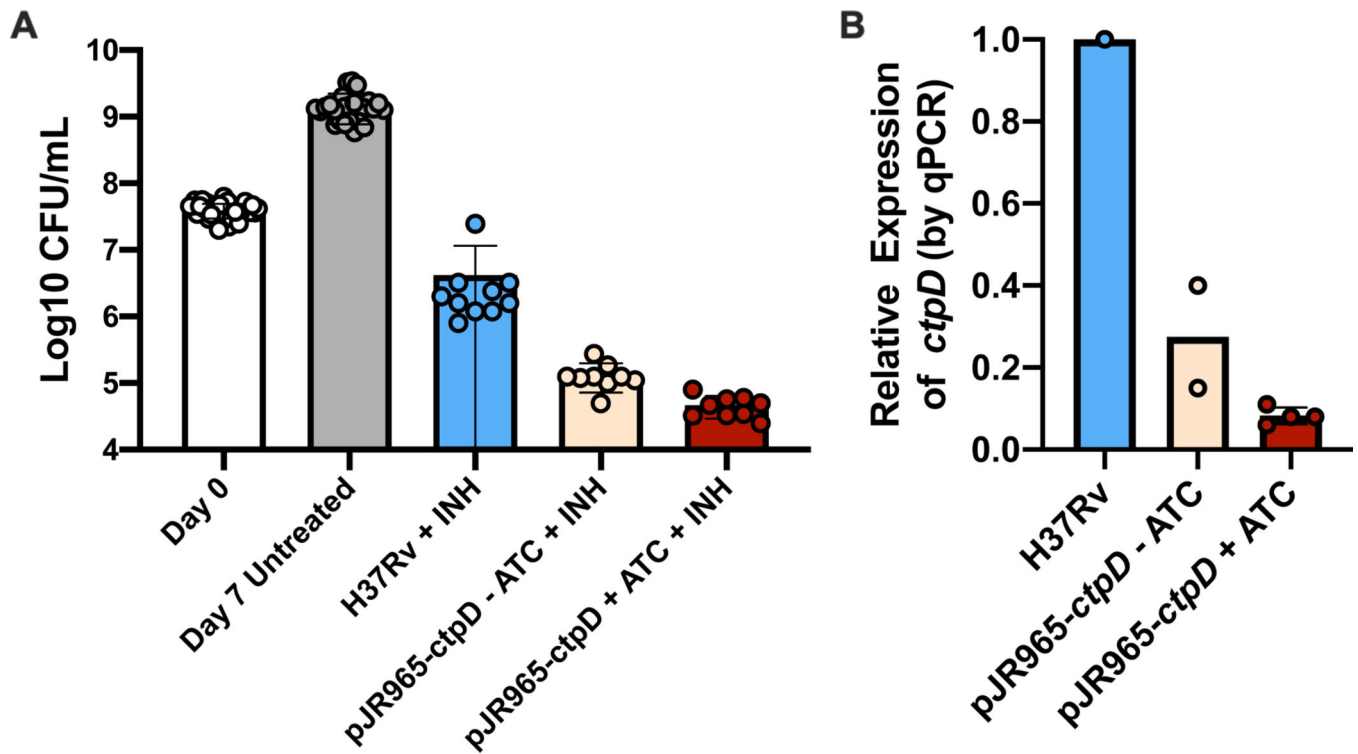 A
Log10 CFU/mL
10
9
8
7
6
5
4
Day 0
Day 7 Untreated
H37Rv + INH
pJR965-ctpD - ATC + INH
pJR965-ctpD + ATC + INH
B
Relative Expression
of ctpD (by qPCR)
1.0
0.8
0.6
0.4
0.2
0.0
H37Rv
pJR965-ctpD - ATC
pJR965-ctpD + ATC